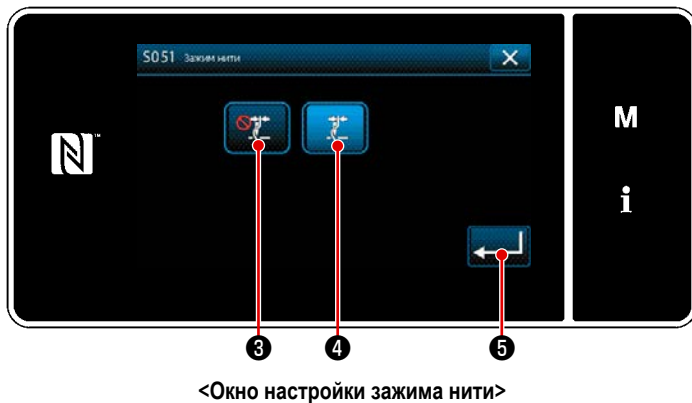 S051 Зажим нити
M
i
❸ ❹ ❺
<Окно настройки зажима нити>